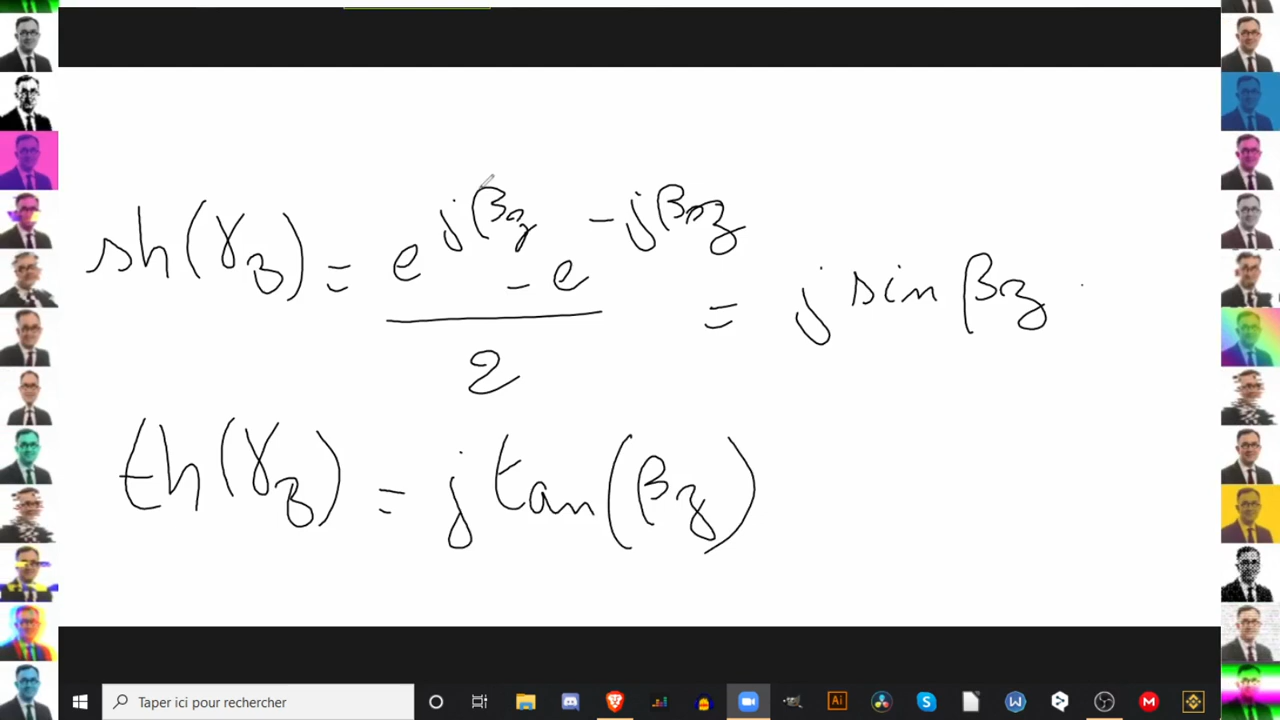 sh(γz) = e^{jβz} - e^{-jβz} / 2 = j sin βz
th(γz) = j tan(βz)
Taper ici pour rechercher